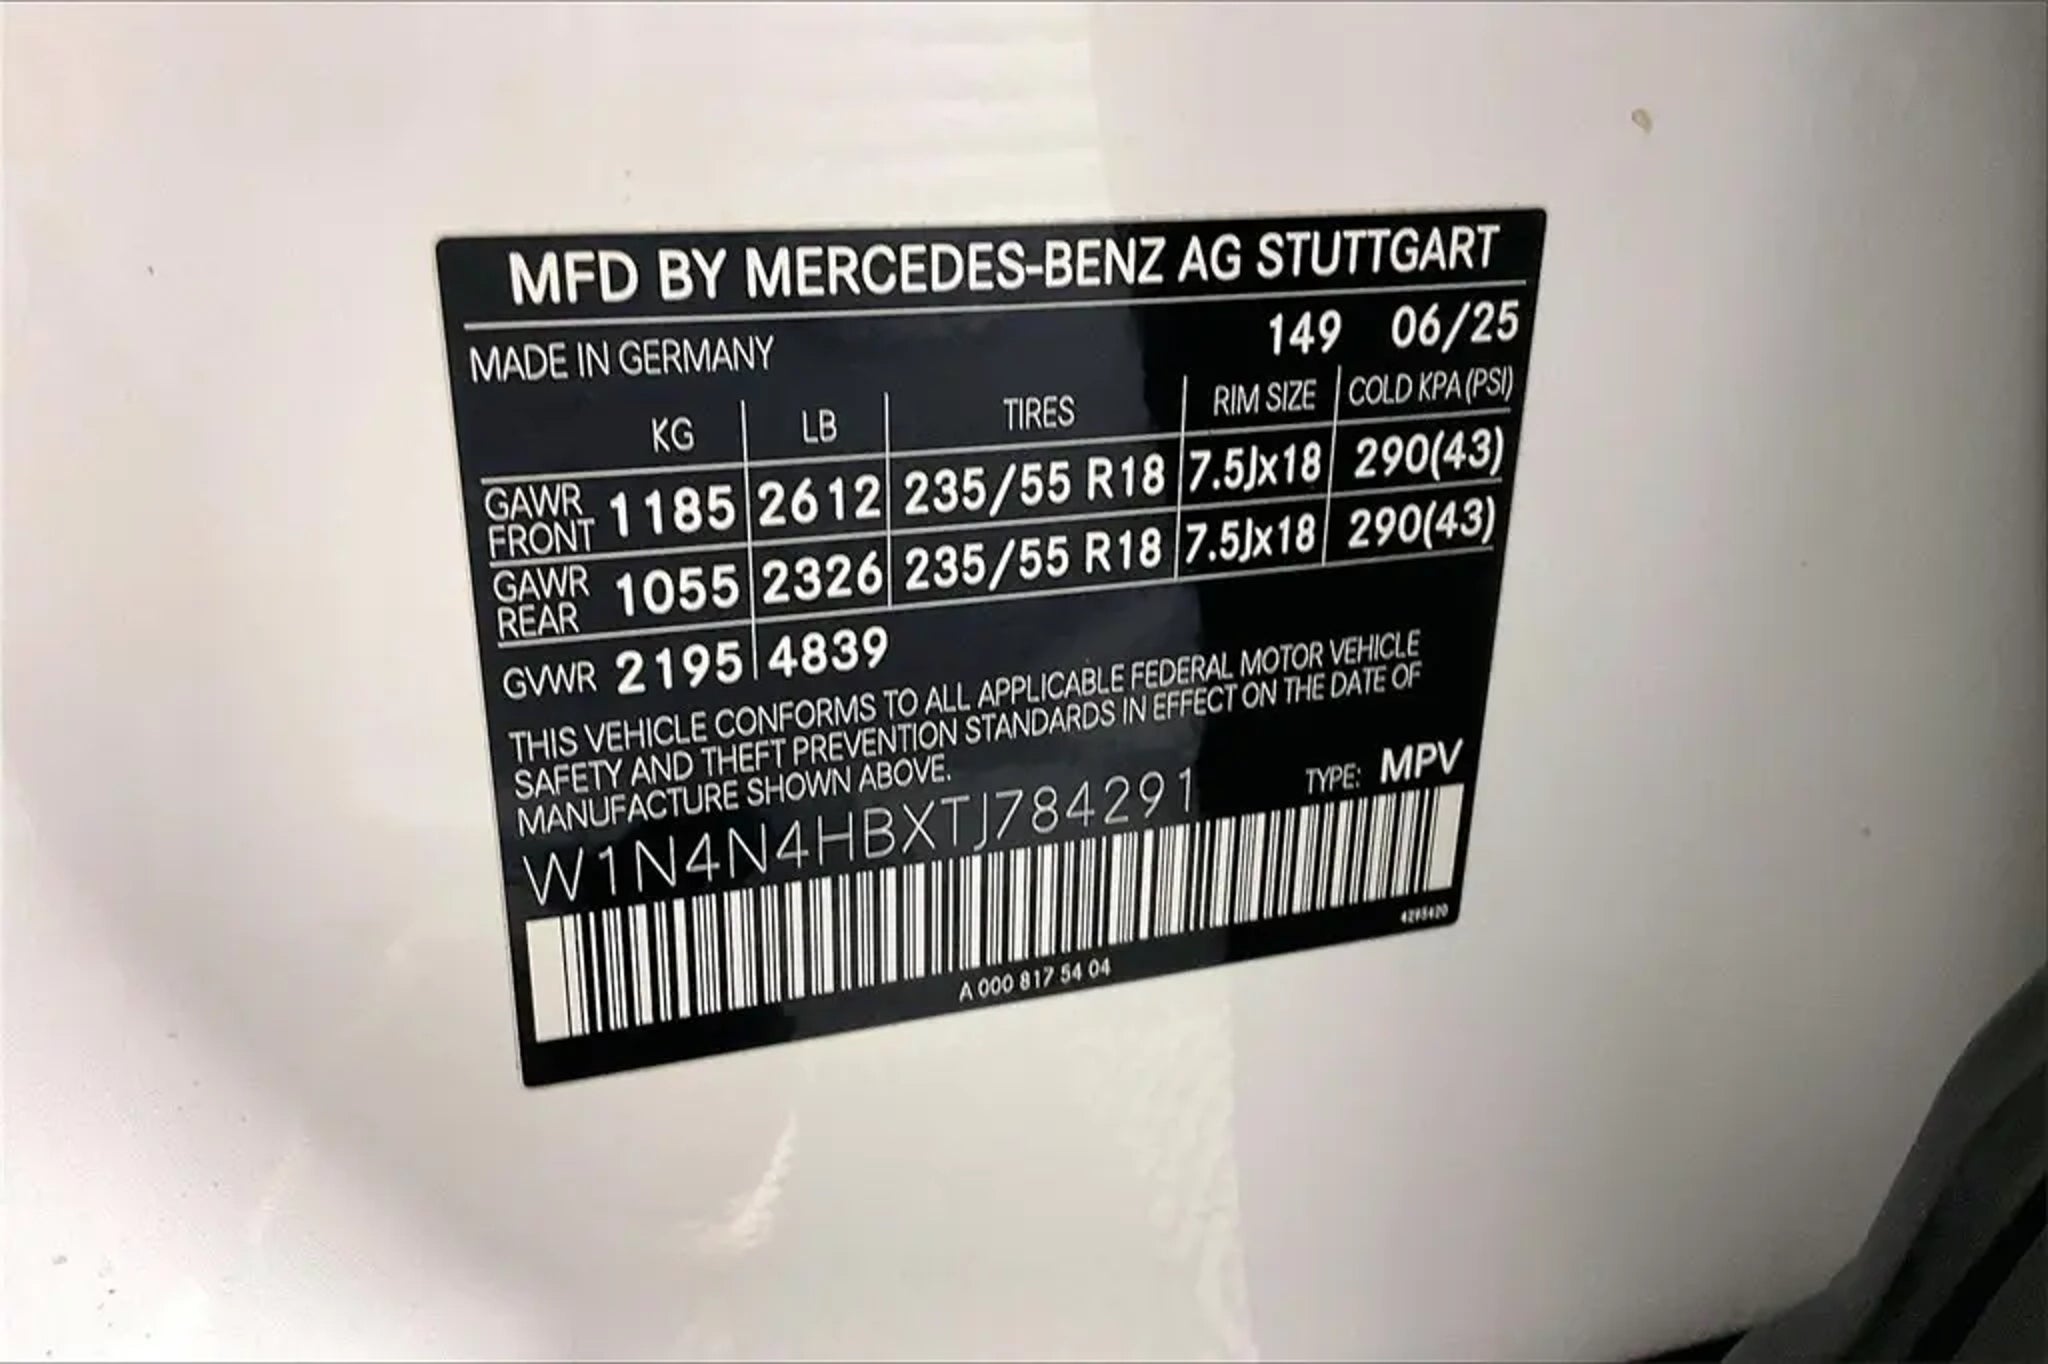 MFD BY MERCEDES-BENZ AG STUTTGART
MADE IN GERMANY 149 06/25
KG LB TIRES RIM SIZE COLD KPA(PSI)
GAWR FRONT 1185 2612 235/55 R18 7.5Jx18 290(43)
GAWR REAR 1055 2326 235/55 R18 7.5Jx18 290(43)
GVWR 2195 4839
THIS VEHICLE CONFORMS TO ALL APPLICABLE FEDERAL MOTOR VEHICLE
SAFETY AND THEFT PREVENTION STANDARDS IN EFFECT ON THE DATE OF
MANUFACTURE SHOWN ABOVE.
TYPE: MPV
W1N4N4HBXTJ784291
A 000 817 54 04